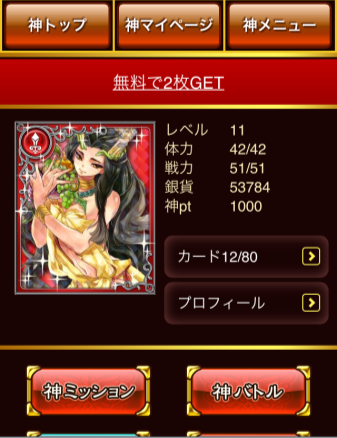 神トップ 神マイページ 神メニュー
無料で2枚GET
レベル 11
体力 42/42
戦力 51/51
銀貨 53784
神pt 1000
カード12/80
プロフィール
神ミッション 神バトル